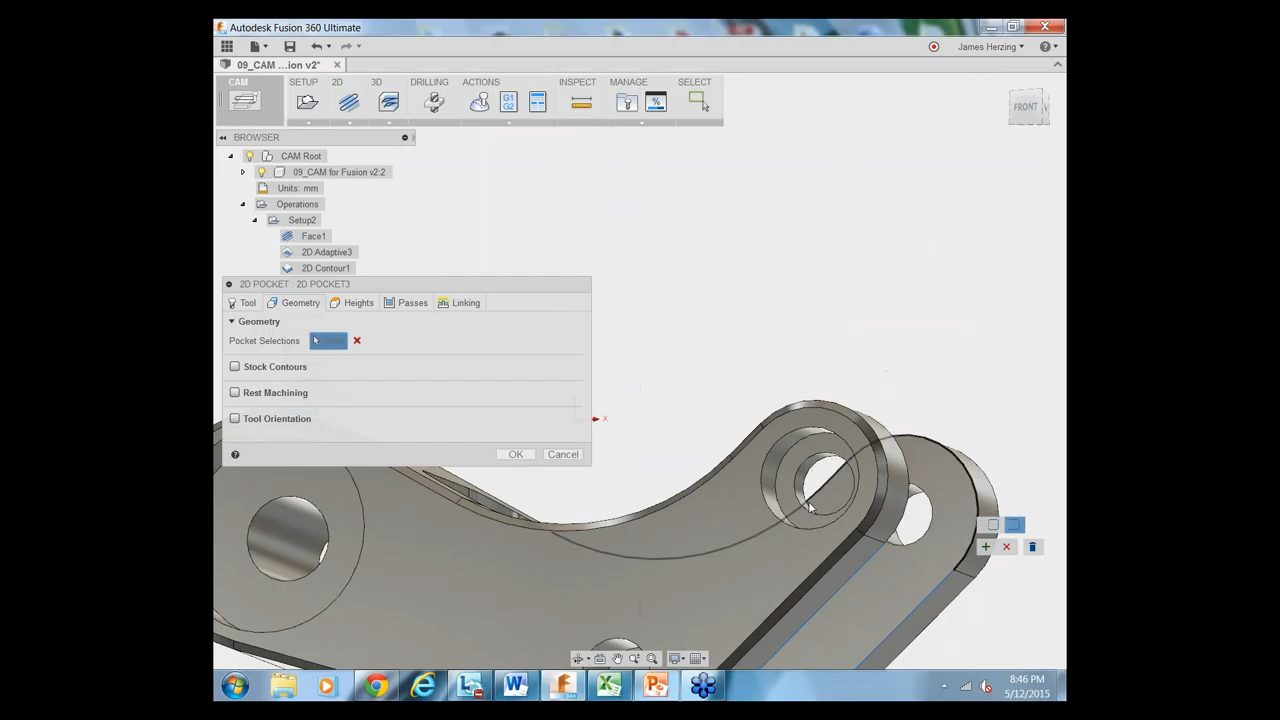 Autodesk Fusion 360 Ultimate
James Herzing
09_CAM ...ion v2*
CAM
SETUP 2D 3D DRILLING ACTIONS INSPECT MANAGE SELECT
G1
G2
%
FRONT
BROWSER
CAM Root
09_CAM for Fusion v2:2
Units: mm
Operations
Setup2
Face1
2D Adaptive3
2D Contour1
2D POCKET : 2D POCKET3
Tool Geometry Heights Passes Linking
Geometry
Pocket Selections
Stock Contours
Rest Machining
Tool Orientation
X
OK Cancel
8:46 PM
5/12/2015